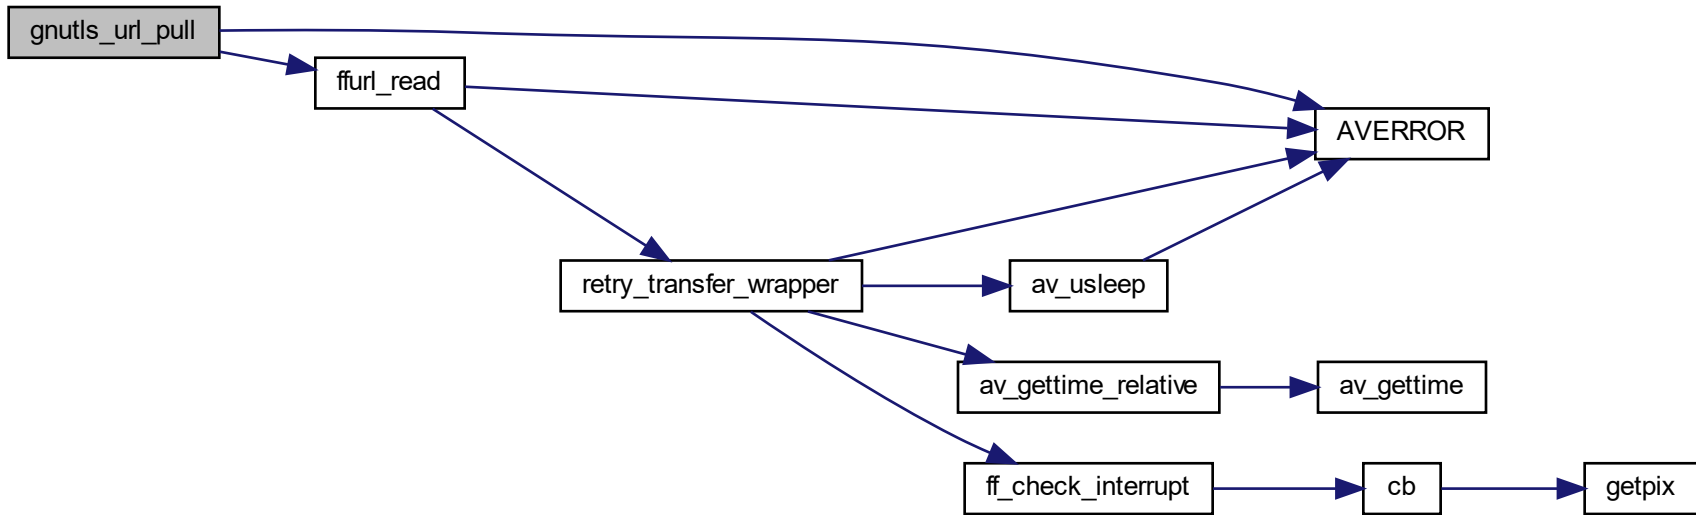 gnutls_url_pull
ffurl_read
AVERROR
retry_transfer_wrapper
av_usleep
av_gettime_relative
av_gettime
ff_check_interrupt
cb
getpix